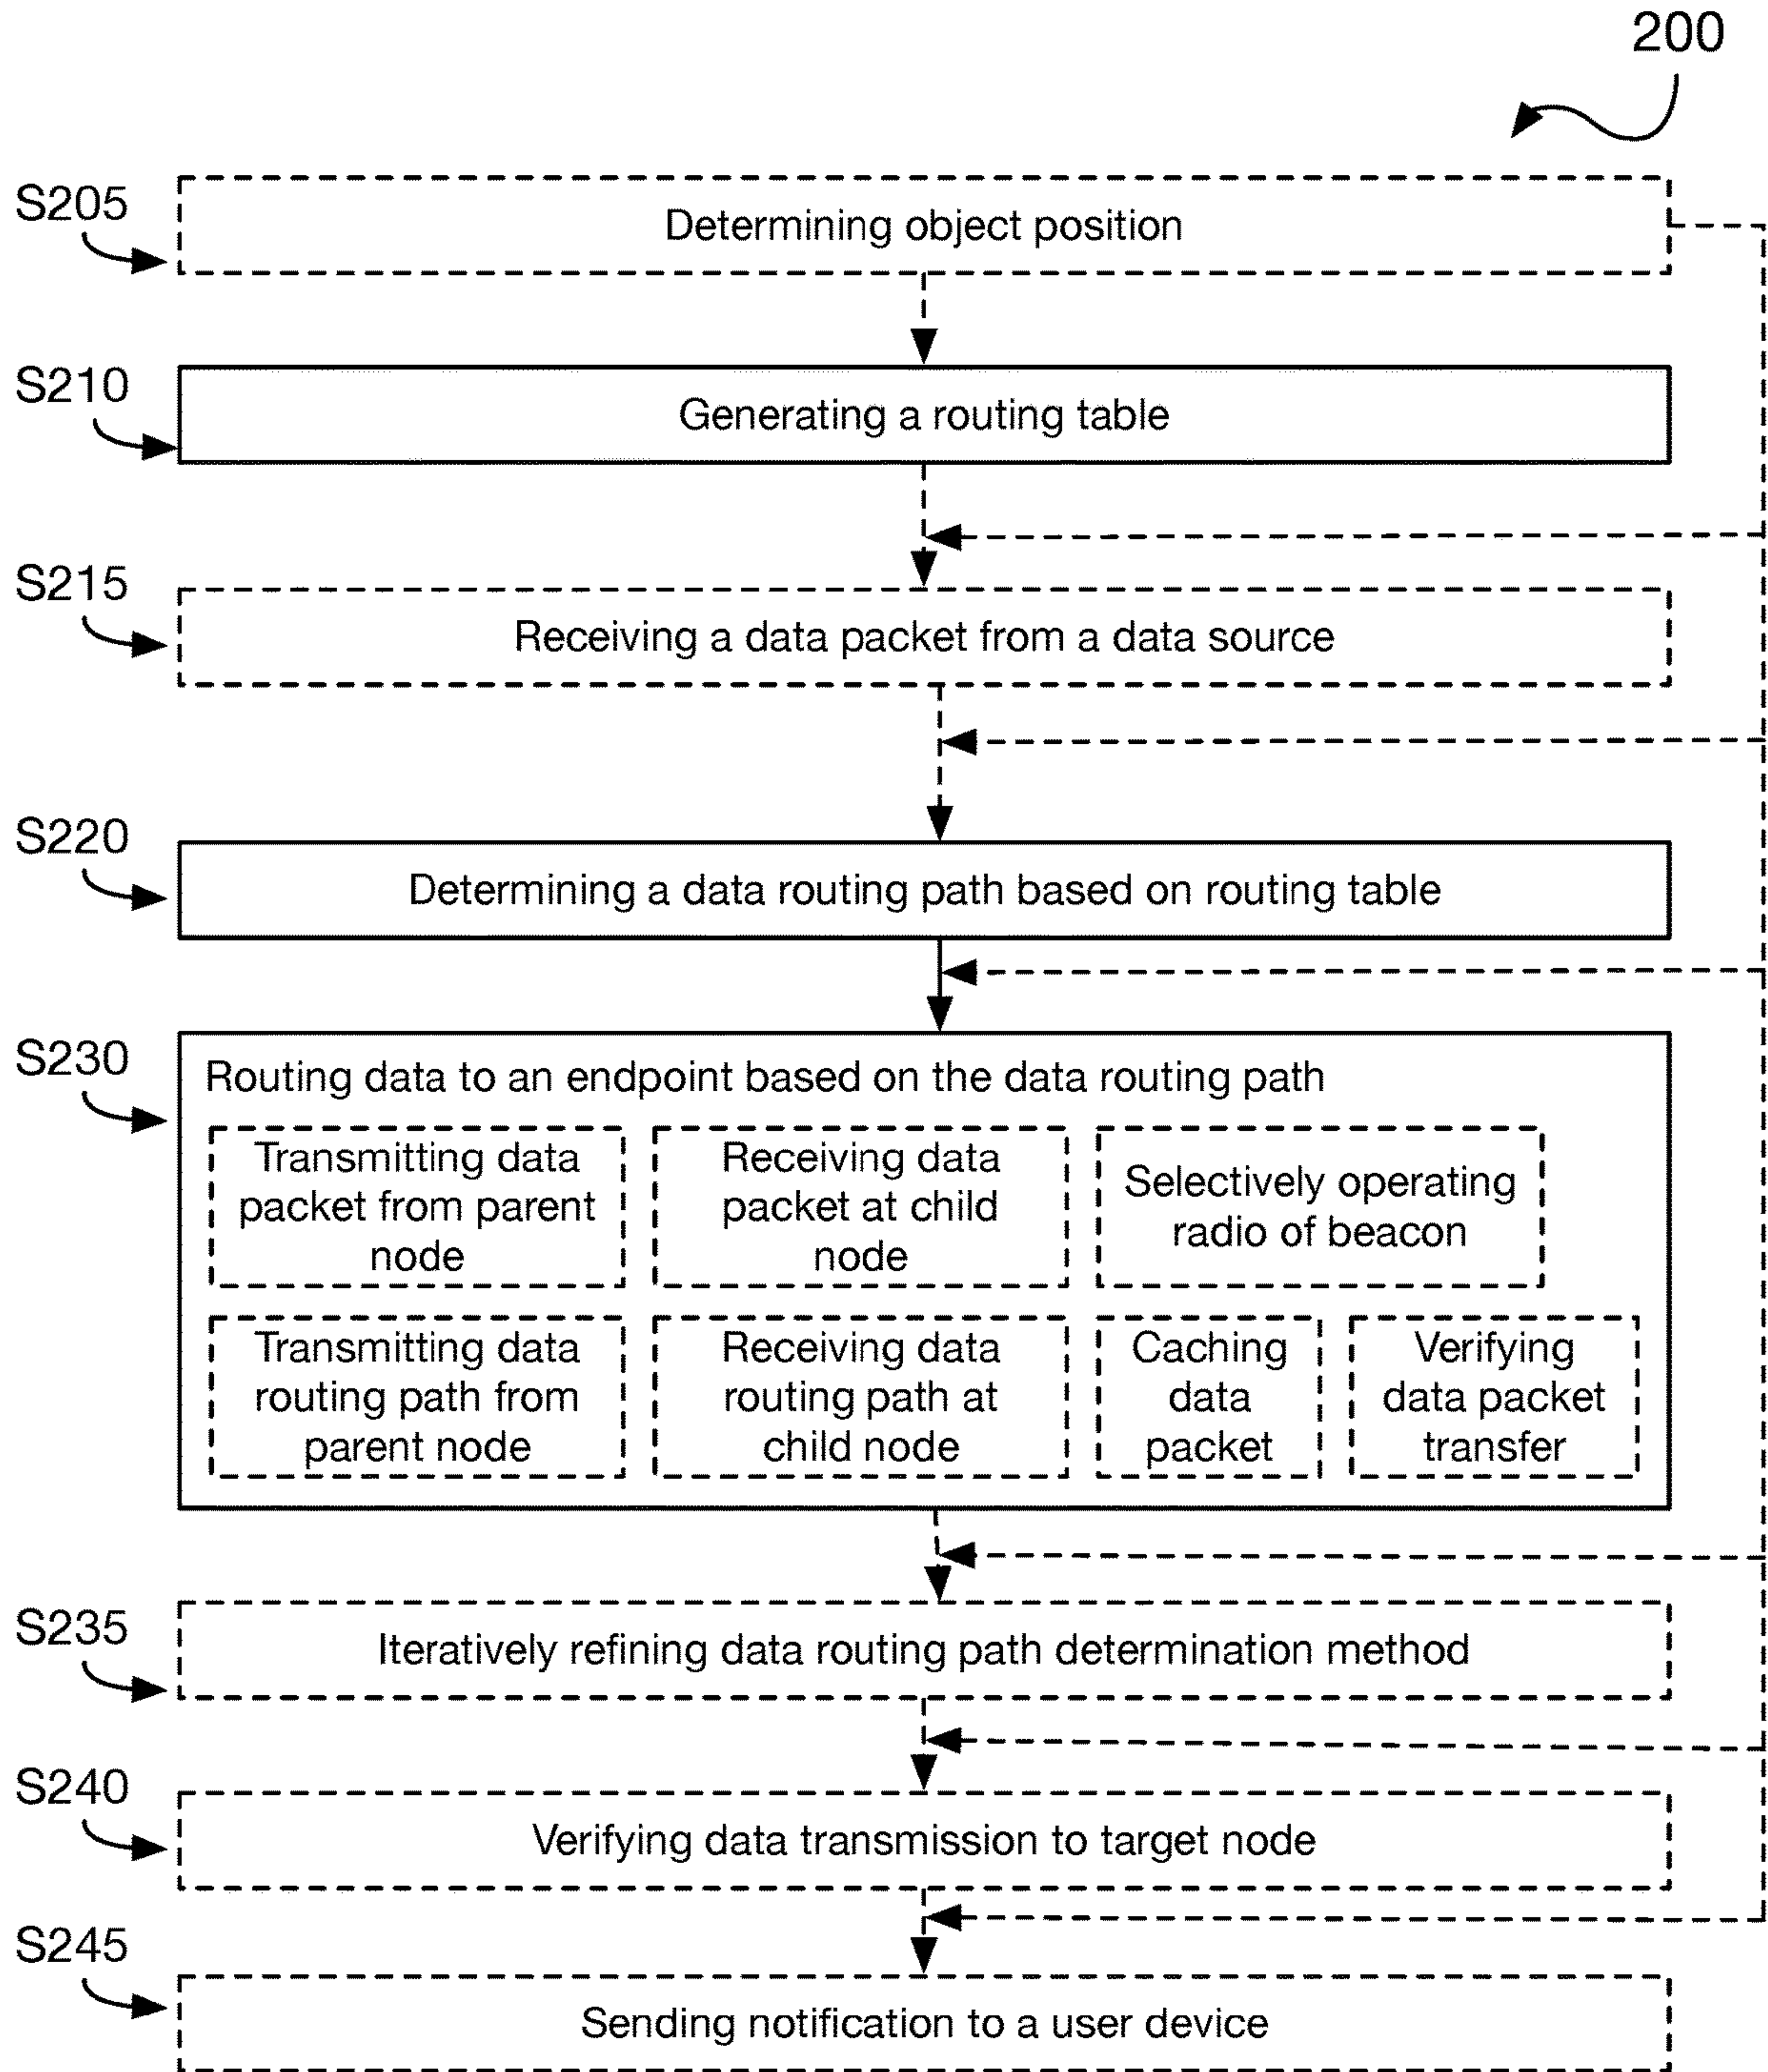 200
S205
Determining object position
S210
Generating a routing table
S215
Receiving a data packet from a data source
S220
Determining a data routing path based on routing table
S230
Routing data to an endpoint based on the data routing path
Transmitting data
packet from parent
node
Receiving data
packet at child
node
Selectively operating
radio of beacon
Transmitting data
routing path from
parent node
Receiving data
routing path at
child node
Caching
data
packet
Verifying
data packet
transfer
S235
Iteratively refining data routing path determination method
S240
Verifying data transmission to target node
S245
Sending notification to a user device